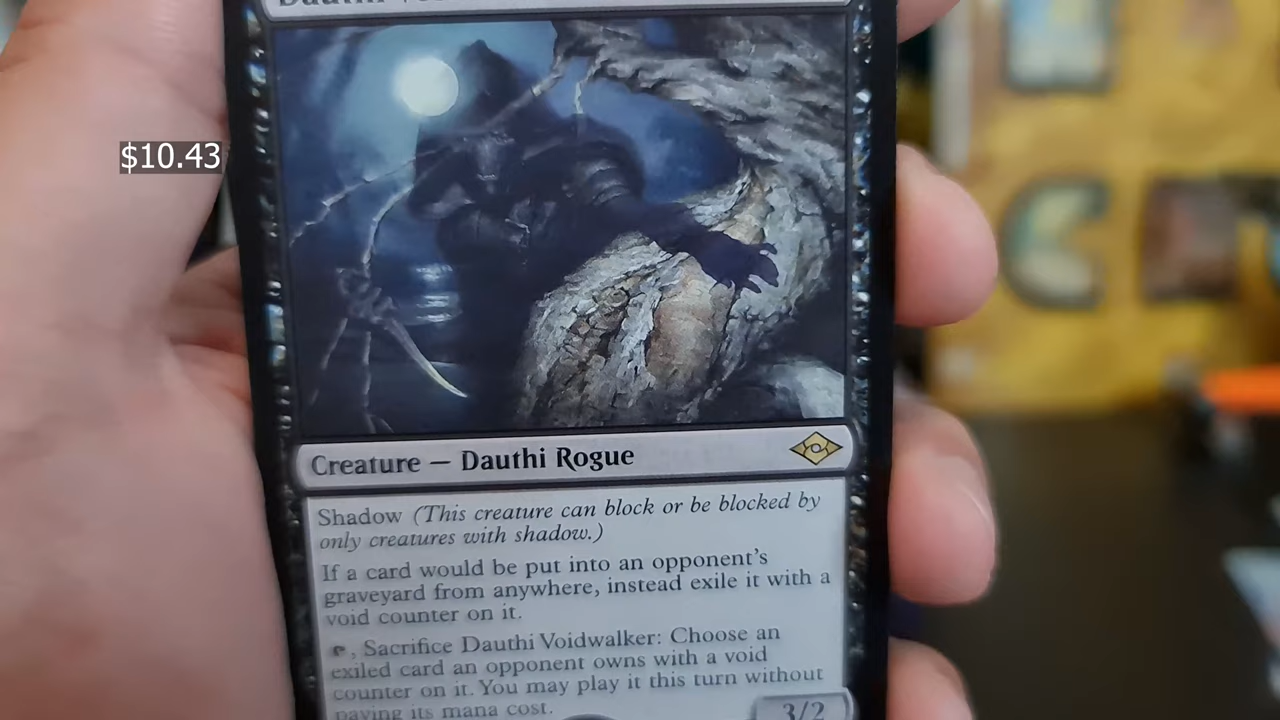 Dauthi
$10.43
Creature — Dauthi Rogue
Shadow (This creature can block or be blocked by
only creatures with shadow.)
If a card would be put into an opponent's
graveyard from anywhere, instead exile it with a
void counter on it.
, Sacrifice Dauthi Voidwalker: Choose an
exiled card an opponent owns with a void
counter on it. You may play it this turn without
paying its mana cost.
3/2